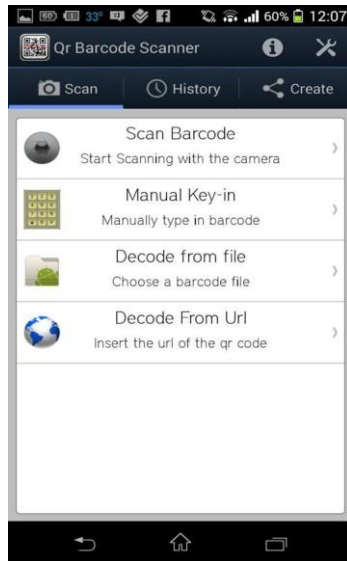 60 33° 60% 12:07
Qr Barcode Scanner
Scan History Create
Scan Barcode
Start Scanning with the camera
Manual Key-in
Manually type in barcode
Decode from file
Choose a barcode file
Decode From Url
Insert the url of the qr code